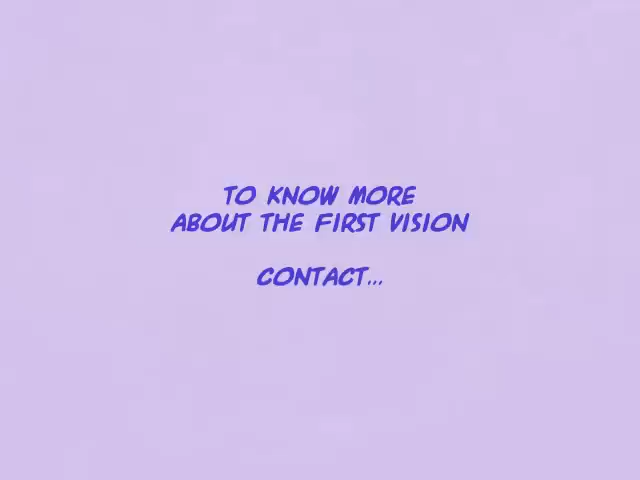 TO KNOW MORE
ABOUT THE FIRST VISION
CONTACT...